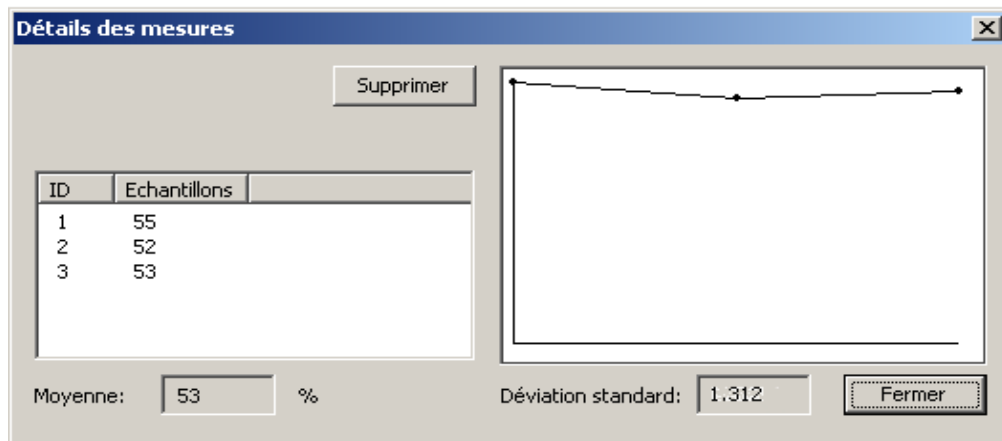 Détails des mesures
Supprimer
ID Echantillons
1 55
2 52
3 53
Moyenne: 53 %
Déviation standard: 1.312
Fermer